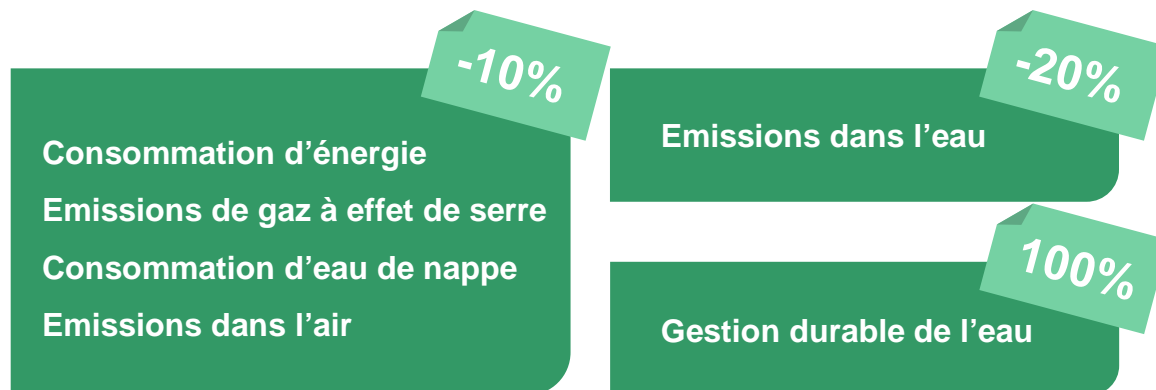 -10%
Consommation d'énergie
Emissions de gaz à effet de serre
Consommation d'eau de nappe
Emissions dans l'air
-20%
Emissions dans l'eau
100%
Gestion durable de l'eau